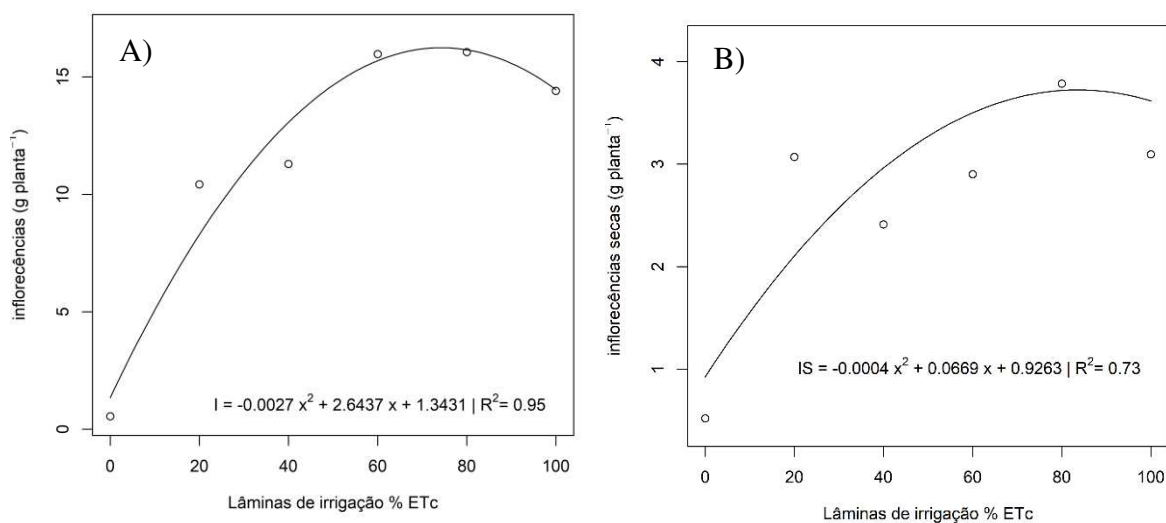 A)
inflorecências (g planta⁻¹)
15
10
5
0
I = -0.0027 x² + 2.6437 x + 1.3431 | R²= 0.95
0 20 40 60 80 100
Lâminas de irrigação % ETc
B)
inflorecências secas (g planta⁻¹)
4
3
2
1
IS = -0.0004 x² + 0.0669 x + 0.9263 | R²= 0.73
0 20 40 60 80 100
Lâminas de irrigação % ETc